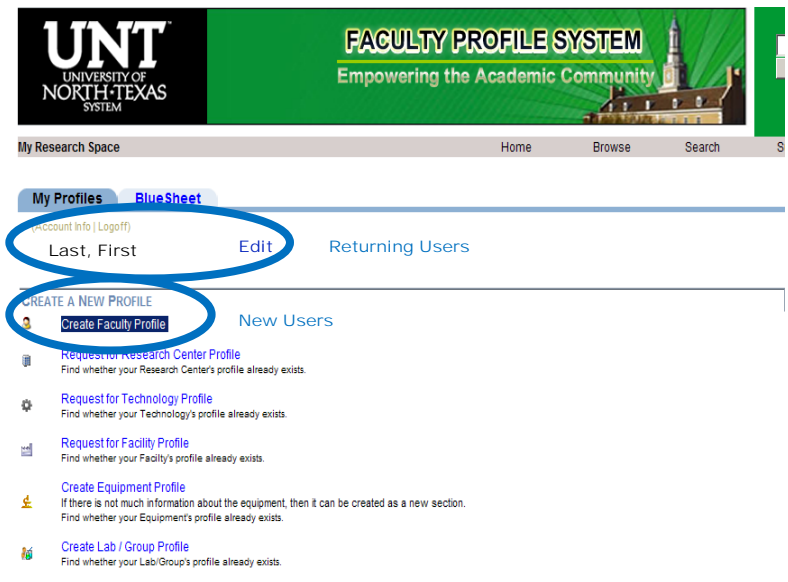 UNT
UNIVERSITY OF
NORTH·TEXAS
SYSTEM
FACULTY PROFILE SYSTEM
Empowering the Academic Community
My Research Space Home Browse Search S
My Profiles BlueSheet
(Account Info | Logoff)
Last, First Edit Returning Users
CREATE A NEW PROFILE
Create Faculty Profile New Users
Request for Research Center Profile
Find whether your Research Center's profile already exists.
Request for Technology Profile
Find whether your Technology's profile already exists.
Request for Facility Profile
Find whether your Facilty's profile already exists.
Create Equipment Profile
If there is not much information about the equipment, then it can be created as a new section.
Find whether your Equipment's profile already exists.
Create Lab / Group Profile
Find whether your Lab/Group's profile already exists.